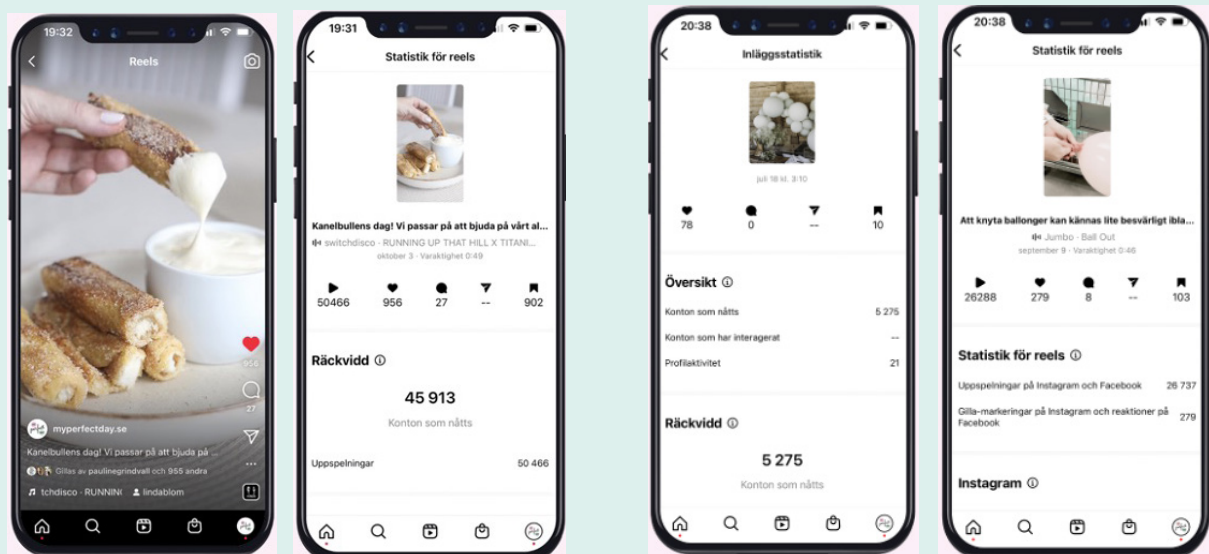 19:32
Reels
956
27
myperfectday.se
Kanelbullens dag! Vi passar på att bjuda på ...
Gillas av paulinegrindvall och 955 andra
tchdisco · RUNNIN( lindablom
19:31
Statistik för reels
Kanelbullens dag! Vi passar på att bjuda på vårt al...
switchdisco · RUNNING UP THAT HILL X TITANI...
oktober 3 · Varaktighet 0:49
50466 956 27 -- 902
Räckvidd
45 913
Konton som nåtts
Uppspelningar 50 466
20:38
Inläggsstatistik
juli 18 kl. 3:10
78 0 -- 10
Översikt
Konton som nåtts 5 275
Konton som har interagerat --
Profilaktivitet 21
Räckvidd
5 275
Konton som nåtts
20:38
Statistik för reels
Att knyta ballonger kan kännas lite besvärligt ibla...
Jumbo · Ball Out
september 9 · Varaktighet 0:46
26288 279 8 -- 103
Statistik för reels
Uppspelningar på Instagram och Facebook 26 737
Gilla-markeringar på Instagram och reaktioner på
Facebook 279
Instagram